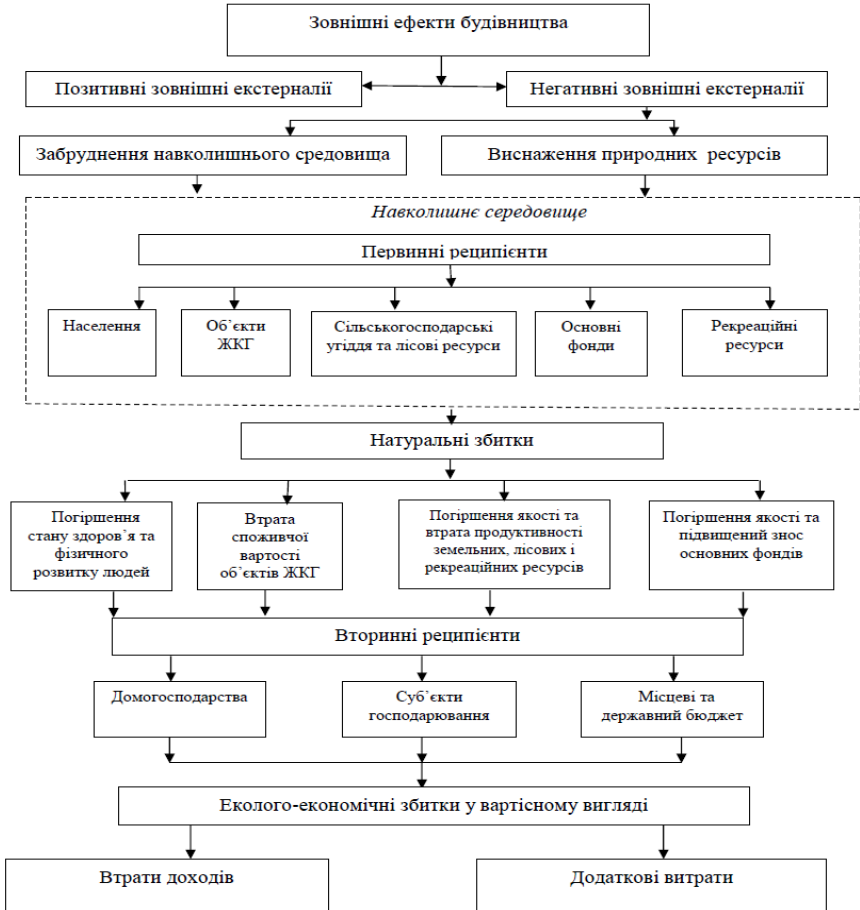 Зовнішні ефекти будівництва
Позитивні зовнішні екстерналії
Негативні зовнішні екстерналії
Забруднення навколишнього средовища
Виснаження природних ресурсів
Навколишнє середовище
Первинні реципієнти
Населення
Об’єкти
ЖКГ
Сільськогосподарські
угіддя та лісові ресурси
Основні
фонди
Рекреаційні
ресурси
Натуральні збитки
Погіршення
стану здоров’я та
фізичного
розвитку людей
Втрата
споживчої
вартості
об’єктів ЖКГ
Погіршення якості та
втрата продуктивності
земельних, лісових і
рекреаційних ресурсів
Погіршення якості та
підвищений знос
основних фондів
Вторинні реципієнти
Домогосподарства
Суб’єкти
господарювання
Місцеві та
державний бюджет
Еколого-економічні збитки у вартісному вигляді
Втрати доходів
Додаткові витрати